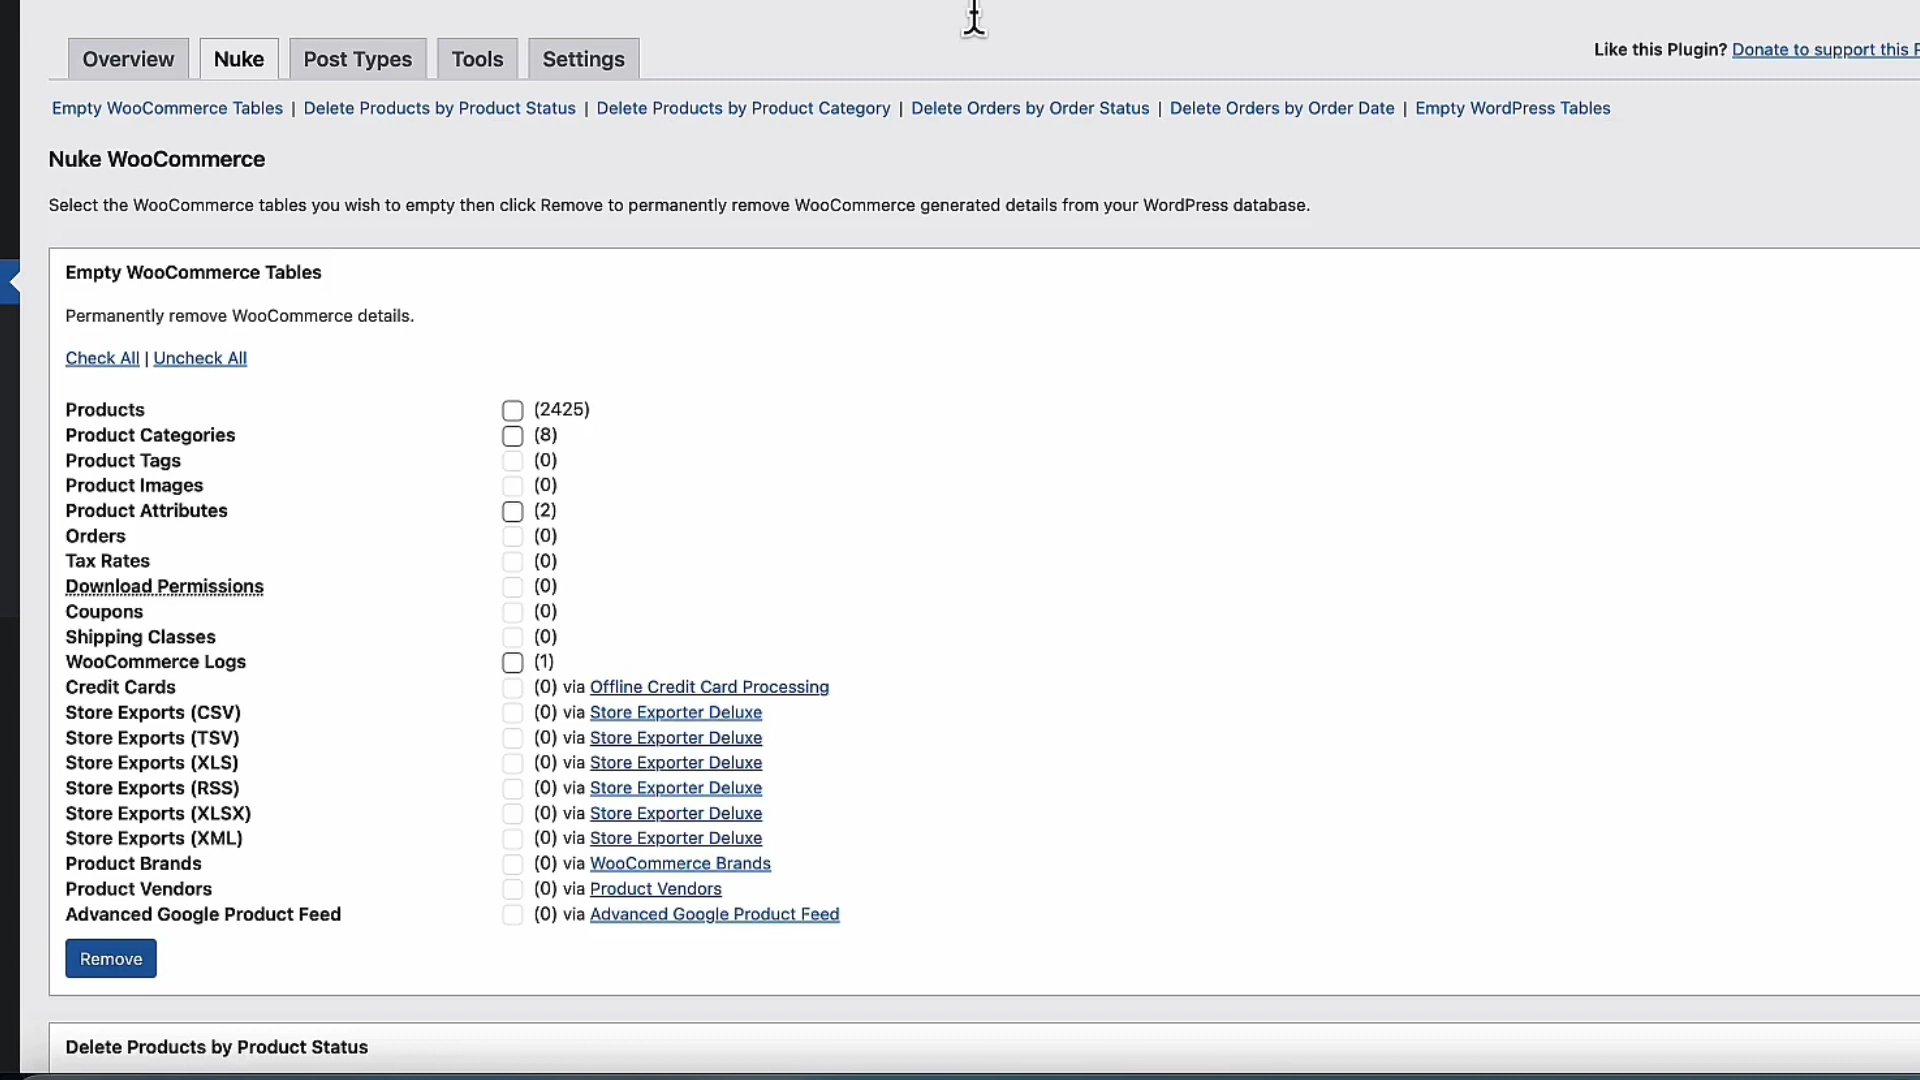 Overview Nuke Post Types Tools Settings
Like this Plugin? Donate to support this
Empty WooCommerce Tables | Delete Products by Product Status | Delete Products by Product Category | Delete Orders by Order Status | Delete Orders by Order Date | Empty WordPress Tables
Nuke WooCommerce
Select the WooCommerce tables you wish to empty then click Remove to permanently remove WooCommerce generated details from your WordPress database.
Empty WooCommerce Tables
Permanently remove WooCommerce details.
Check All | Uncheck All
Products (2425)
Product Categories (8)
Product Tags (0)
Product Images (0)
Product Attributes (2)
Orders (0)
Tax Rates (0)
Download Permissions (0)
Coupons (0)
Shipping Classes (0)
WooCommerce Logs (1)
Credit Cards (0) via Offline Credit Card Processing
Store Exports (CSV) (0) via Store Exporter Deluxe
Store Exports (TSV) (0) via Store Exporter Deluxe
Store Exports (XLS) (0) via Store Exporter Deluxe
Store Exports (RSS) (0) via Store Exporter Deluxe
Store Exports (XLSX) (0) via Store Exporter Deluxe
Store Exports (XML) (0) via Store Exporter Deluxe
Product Brands (0) via WooCommerce Brands
Product Vendors (0) via Product Vendors
Advanced Google Product Feed (0) via Advanced Google Product Feed
Remove
Delete Products by Product Status